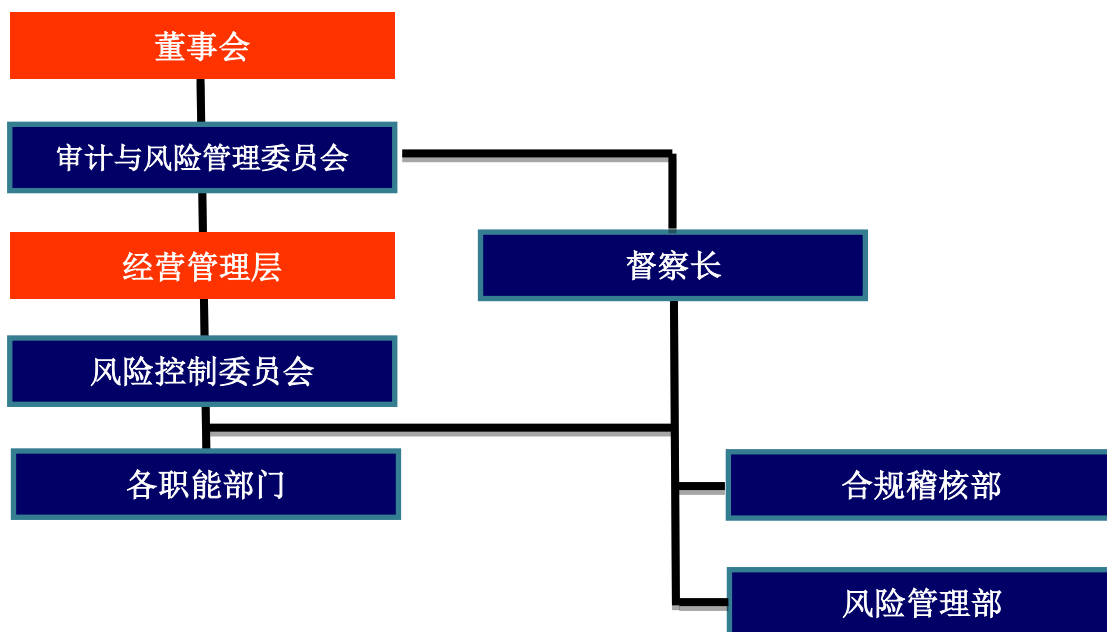 董事会
审计与风险管理委员会
经营管理层
督察长
风险控制委员会
各职能部门
合规稽核部
风险管理部